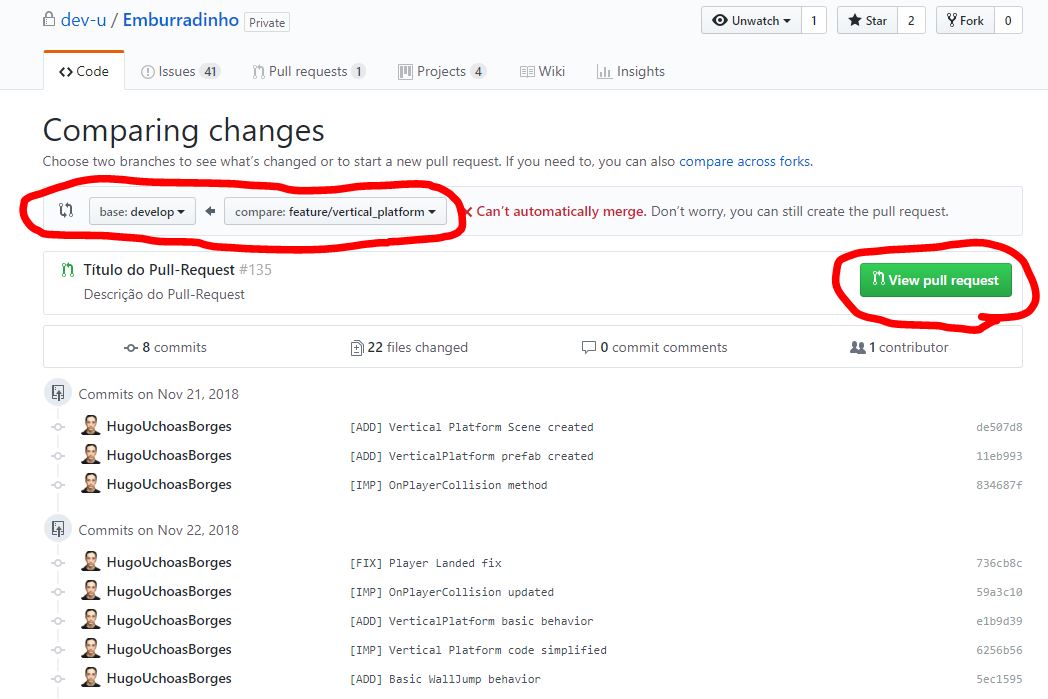 dev-u / Emburradinho Private Unwatch 1 Star 2 Fork 0
Code Issues 41 Pull requests 1 Projects 4 Wiki Insights
Comparing changes
Choose two branches to see what's changed or to start a new pull request. If you need to, you can also compare across forks.
base: develop compare: feature/vertical_platform Can't automatically merge. Don't worry, you can still create the pull request.
Título do Pull-Request #135
Descrição do Pull-Request
View pull request
8 commits 22 files changed 0 commit comments 1 contributor
Commits on Nov 21, 2018
HugoUchoasBorges [ADD] Vertical Platform Scene created de507d8
HugoUchoasBorges [ADD] VerticalPlatform prefab created 11eb993
HugoUchoasBorges [IMP] OnPlayerCollision method 834687f
Commits on Nov 22, 2018
HugoUchoasBorges [FIX] Player Landed fix 736cb8c
HugoUchoasBorges [IMP] OnPlayerCollision updated 59a3c10
HugoUchoasBorges [ADD] VerticalPlatform basic behavior e1b9d39
HugoUchoasBorges [IMP] Vertical Platform code simplified 6256b56
HugoUchoasBorges [ADD] Basic WallJump behavior 5ec1595